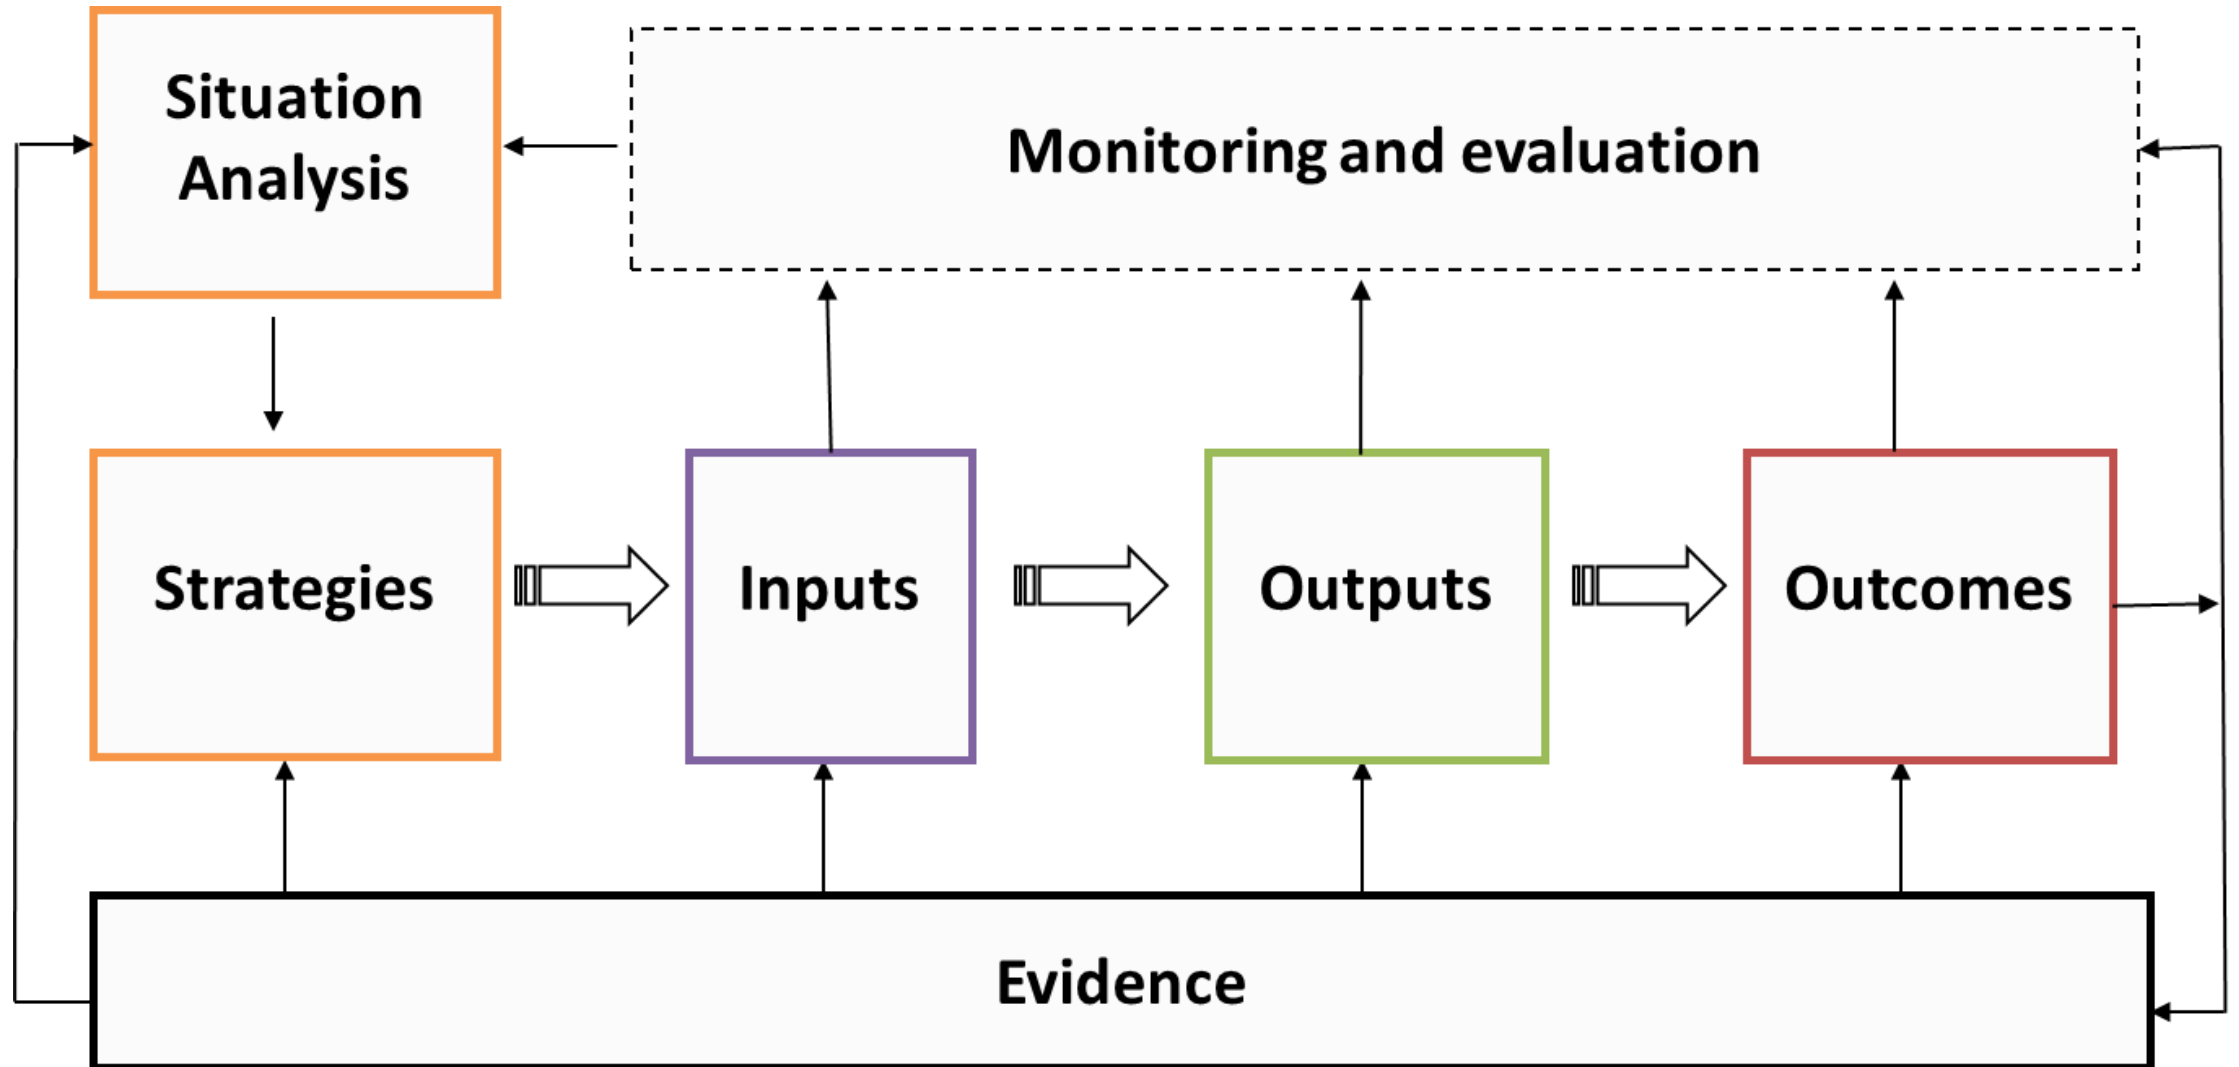 Situation
Analysis
Monitoring and evaluation
Strategies
Inputs
Outputs
Outcomes
Evidence